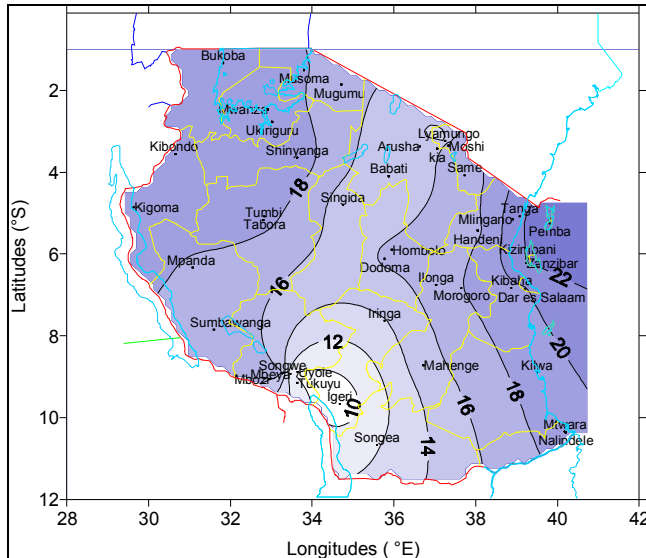 Bukoba
Musoma
Mugumu
2
Mwanza
Ukiriguru
Lyamungo
Kibondo
Shinyanga
Arusha
Moshi
kia
4
Babati
Same
18
Kigoma
Singida
Tumbi
Tabora
Tanga
Mlingano
Pemba
Handeni
6
Mpanda
Hombolo
Dodoma
Kizimbani
Zanzibar
Ilonga
Kibaha
22
16
Morogoro
Dar es Salaam
Latitudes (°S)
Sumbawanga
Iringa
8
12
20
Songwe
Mbeya
Uyole
Mahenge
Kilwa
Mbozi
Tukuyu
Igeri
10
16
18
10
Songea
14
Mtwara
Nalindele
12
28
30
32
34
36
38
40
42
Longitudes ( °E)